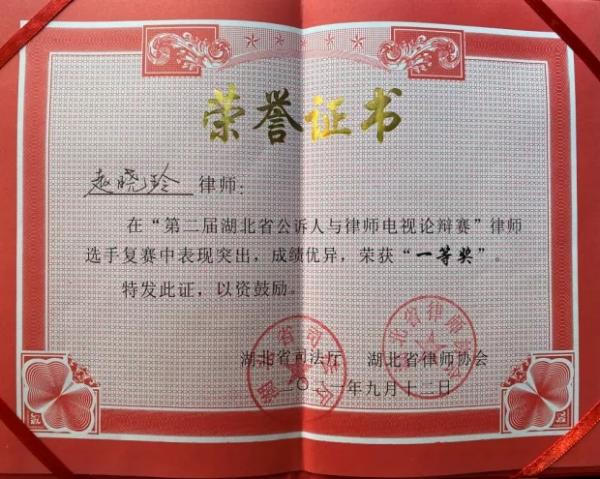 荣誉证书
赵晓玲 律师：
在“第二届湖北省公诉人与律师电视论辩赛”律师
选手复赛中表现突出，成绩优异，荣获“一等奖”。
特发此证，以资鼓励。
湖北省司法厅 湖北省律师协会
二〇一一年九月十二日